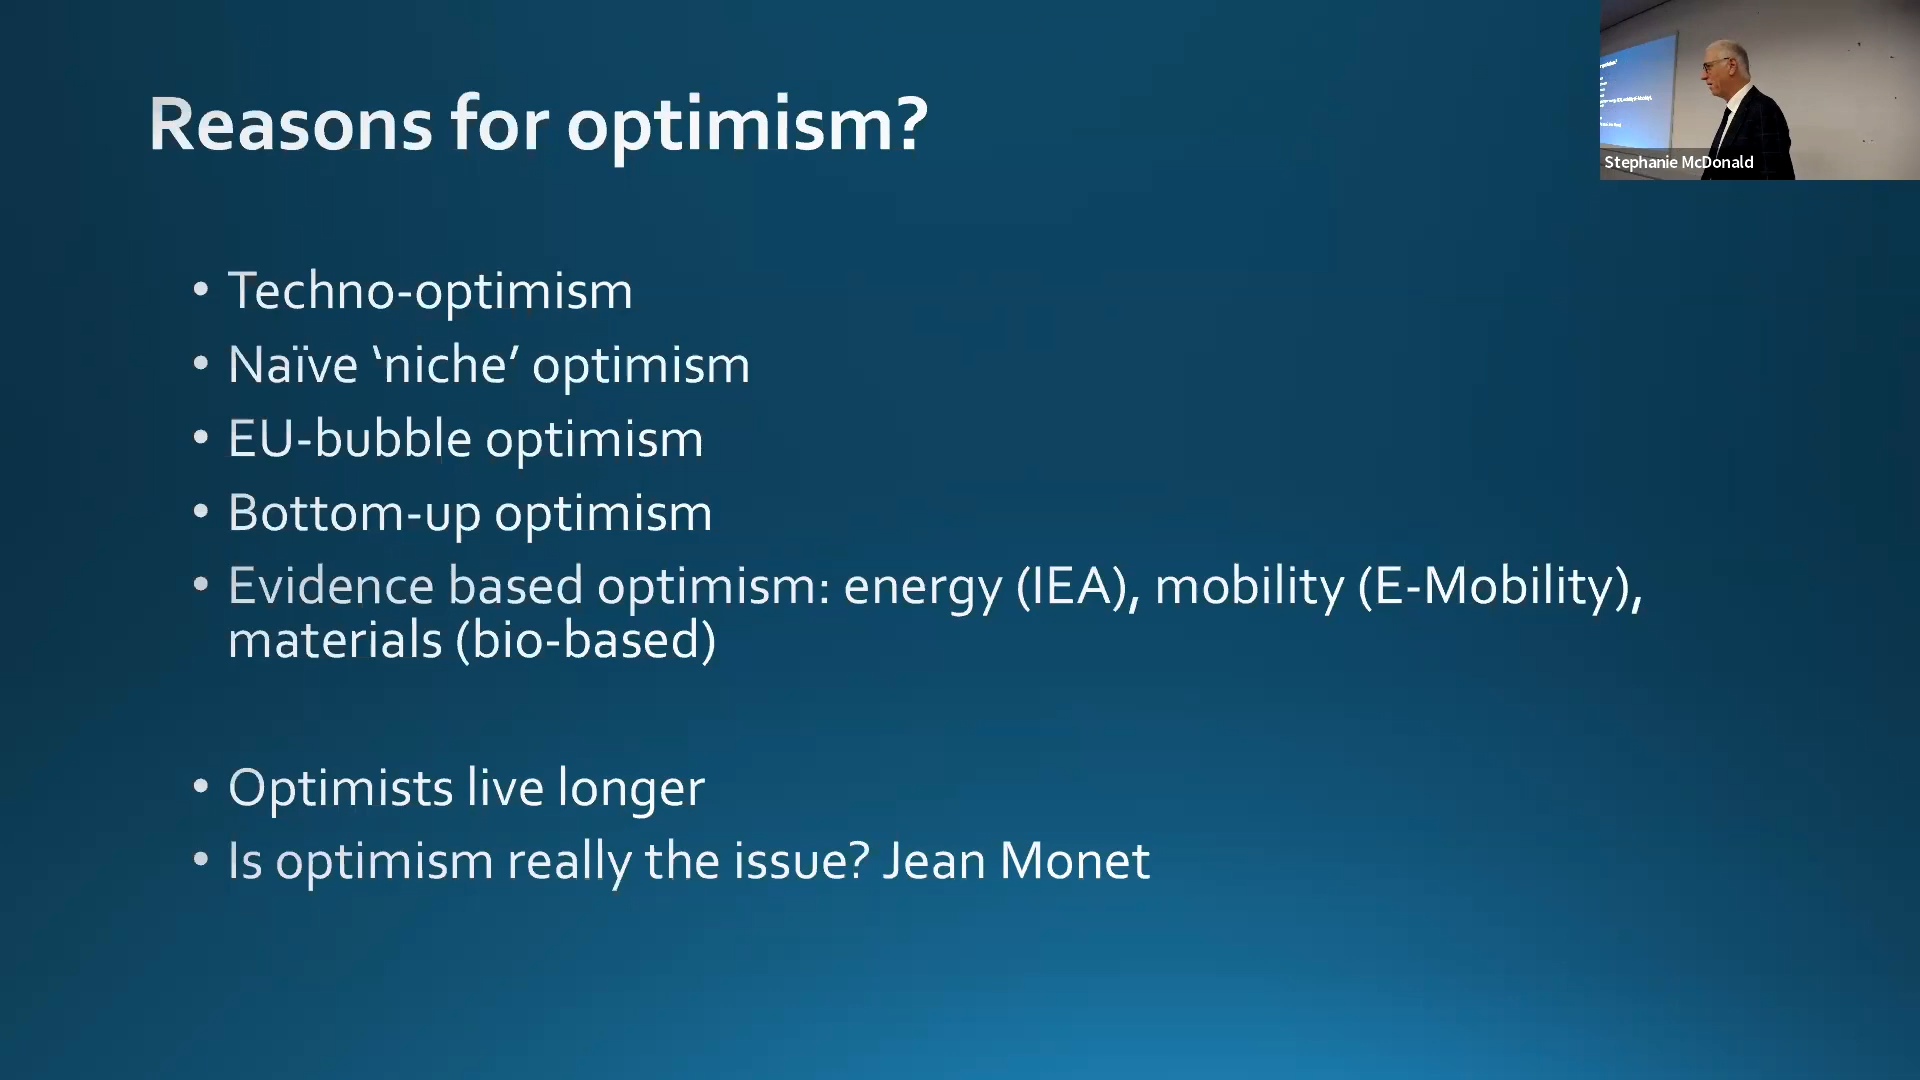 Reasons for optimism?
Stephanie McDonald
• Techno-optimism
• Naïve ‘niche’ optimism
• EU-bubble optimism
• Bottom-up optimism
• Evidence based optimism: energy (IEA), mobility (E-Mobility),
materials (bio-based)
• Optimists live longer
• Is optimism really the issue? Jean Monet